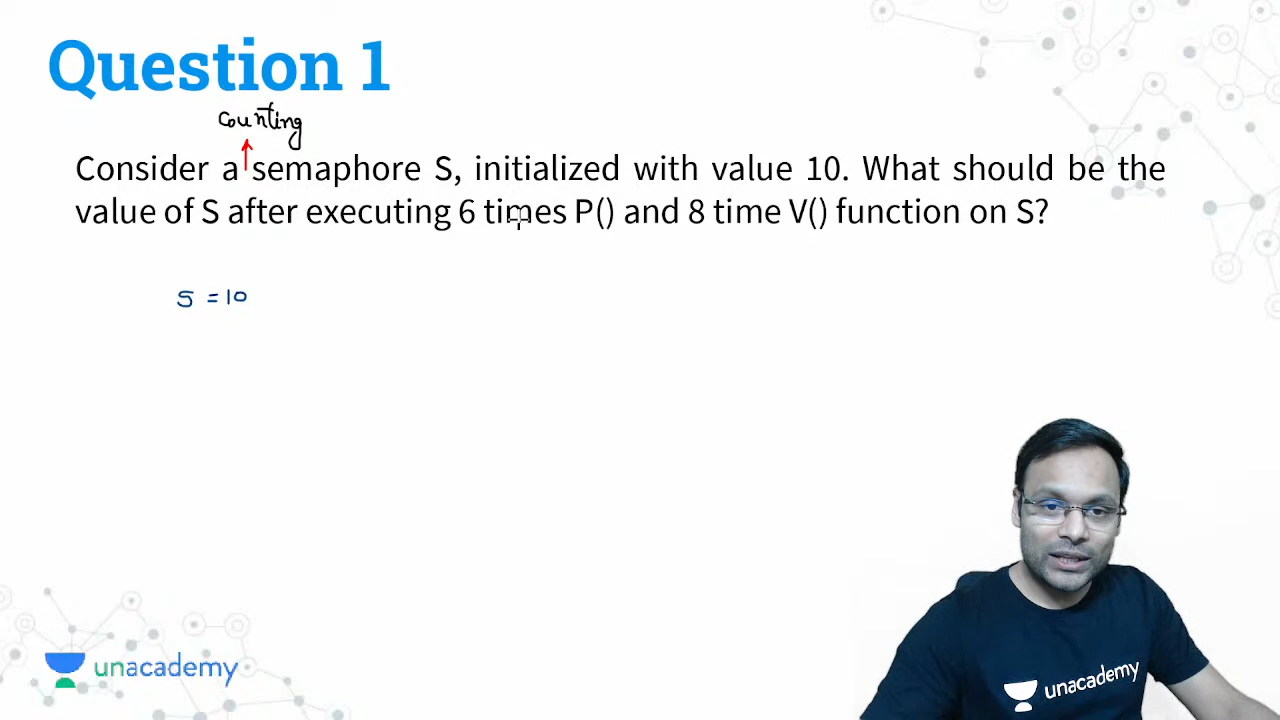 Question 1
counting
Consider a semaphore S, initialized with value 10. What should be the
value of S after executing 6 times P() and 8 time V() function on S?
S = 10
unacademy
unacademy